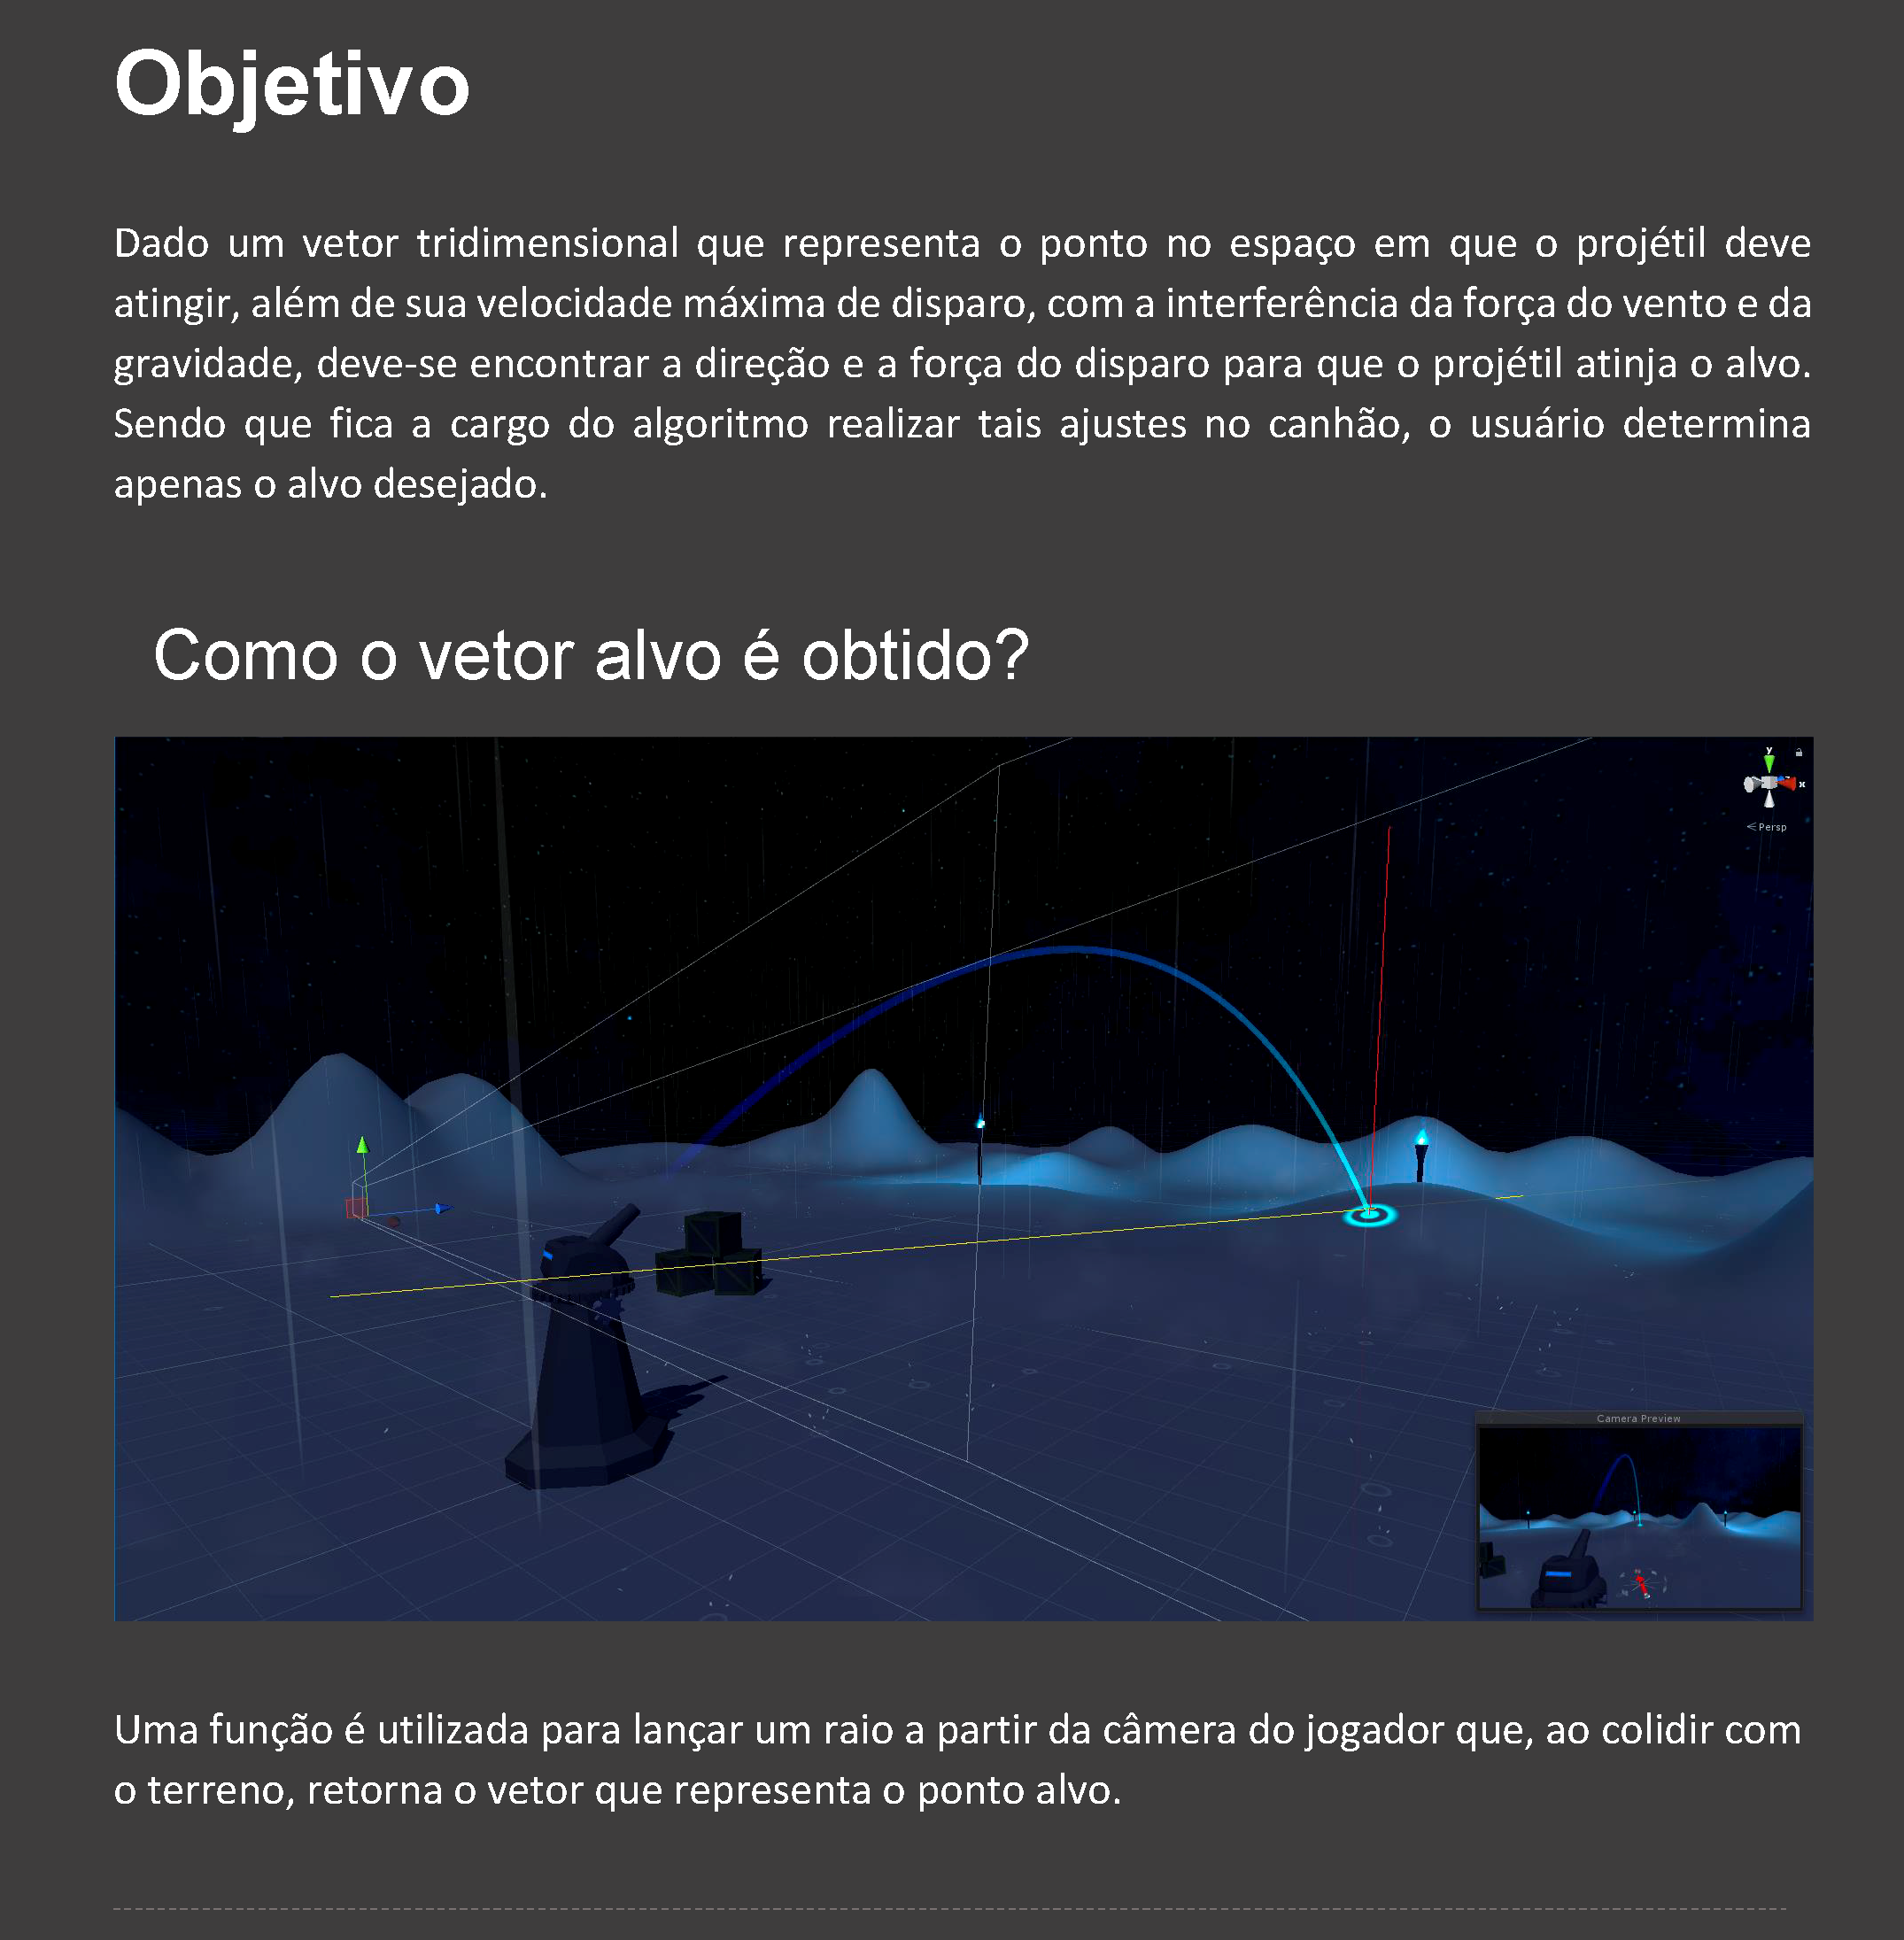 Objetivo
Dado um vetor tridimensional que representa o ponto no espaço em que o projétil deve
atingir, além de sua velocidade máxima de disparo, com a interferência da força do vento e da
gravidade, deve-se encontrar a direção e a força do disparo para que o projétil atinja o alvo.
Sendo que fica a cargo do algoritmo realizar tais ajustes no canhão, o usuário determina
apenas o alvo desejado.
Como o vetor alvo é obtido?
y
x
Persp
Camera Preview
Uma função é utilizada para lançar um raio a partir da câmera do jogador que, ao colidir com
o terreno, retorna o vetor que representa o ponto alvo.